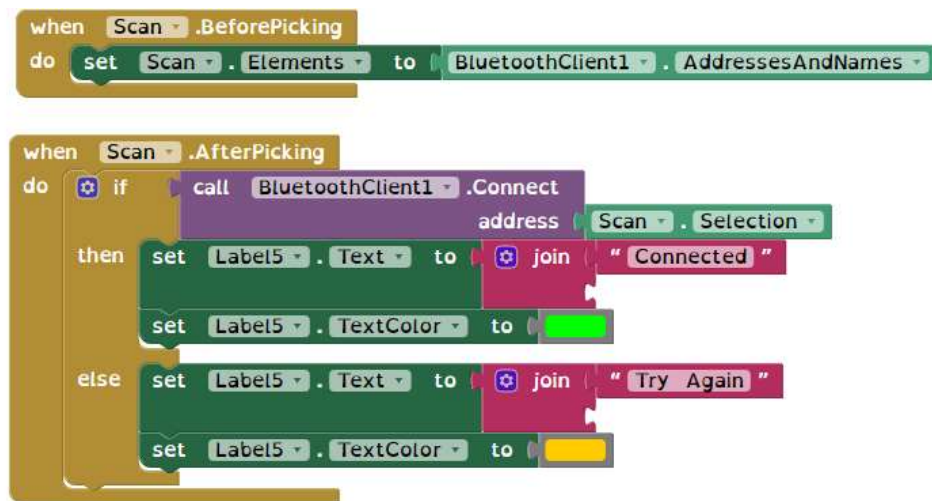 when Scan .BeforePicking
do set Scan . Elements to BluetoothClient1 . AddressesAndNames
when Scan .AfterPicking
do if call BluetoothClient1 .Connect
address Scan . Selection
then set Label5 . Text to join " Connected "
set Label5 . TextColor to
else set Label5 . Text to join " Try Again "
set Label5 . TextColor to